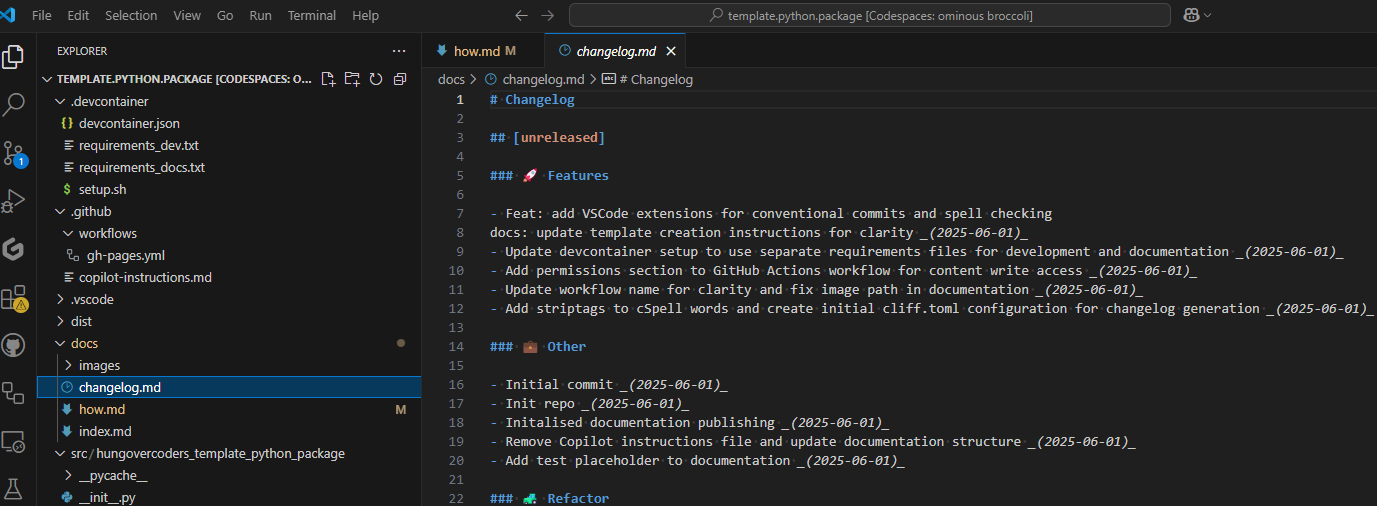 File Edit Selection View Go Run Terminal Help
template.python.package [Codespaces: ominous broccoli]
EXPLORER
TEMPLATE.PYTHON.PACKAGE [CODESPACES: O...
.devcontainer
devcontainer.json
requirements_dev.txt
requirements_docs.txt
$ setup.sh
.github
workflows
gh-pages.yml
copilot-instructions.md
.vscode
dist
docs
images
changelog.md
how.md M
index.md
src/hungovercoders_template_python_package
__pycache__
__init__.py
1
how.md M changelog.md
docs > changelog.md > abc # Changelog
1 # Changelog
2
3 ## [unreleased]
4
5 ### 🚀 Features
6
7 - Feat: add VSCode extensions for conventional commits and spell checking
8 docs: update template creation instructions for clarity _(2025-06-01)_
9 - Update devcontainer setup to use separate requirements files for development and documentation _(2025-06-01)_
10 - Add permissions section to GitHub Actions workflow for content write access _(2025-06-01)_
11 - Update workflow name for clarity and fix image path in documentation _(2025-06-01)_
12 - Add striptags to cSpell words and create initial cliff.toml configuration for changelog generation _(2025-06-01)_
13
14 ### 💼 Other
15
16 - Initial commit _(2025-06-01)_
17 - Init repo _(2025-06-01)_
18 - Initalised documentation publishing _(2025-06-01)_
19 - Remove Copilot instructions file and update documentation structure _(2025-06-01)_
20 - Add test placeholder to documentation _(2025-06-01)_
21
22 ### 🚜 Refactor